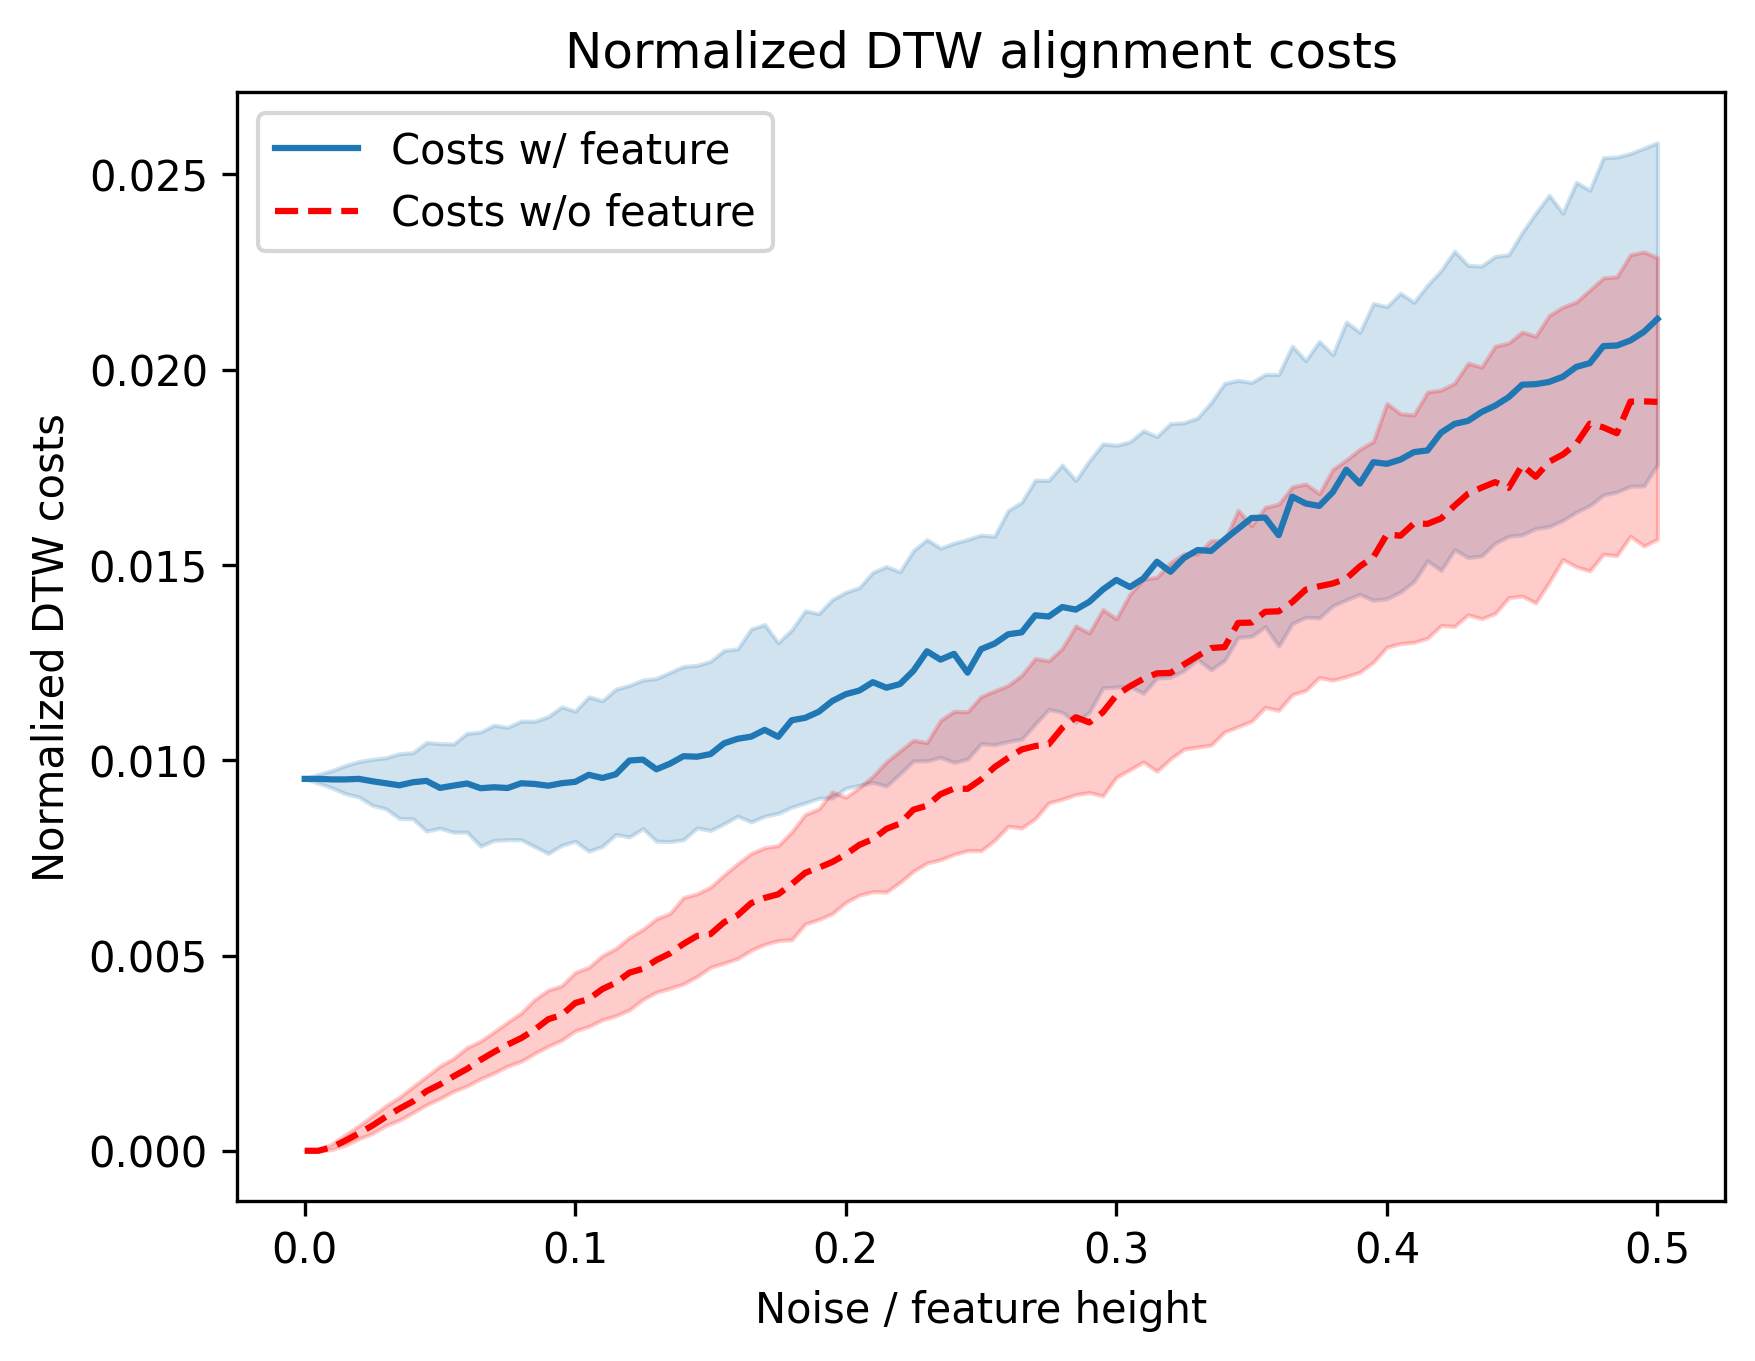 Normalized DTW alignment costs
Costs w/ feature
Costs w/o feature
Normalized DTW costs
0.025
0.020
0.015
0.010
0.005
0.000
0.0 0.1 0.2 0.3 0.4 0.5
Noise / feature height